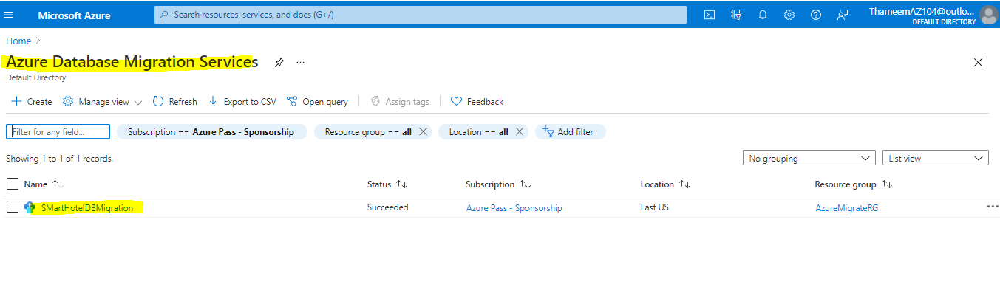 Microsoft Azure
Search resources, services, and docs (G+/)
ThameemAZ104@outlo...
DEFAULT DIRECTORY
Home
Azure Database Migration Services
...
Default Directory
Create Manage view Refresh Export to CSV Open query Assign tags Feedback
Filter for any field... Subscription == Azure Pass - Sponsorship Resource group == all Location == all Add filter
Showing 1 to 1 of 1 records. No grouping List view
Name Status Subscription Location Resource group
SMartHotelDBMigration Succeeded Azure Pass - Sponsorship East US AzureMigrateRG ...